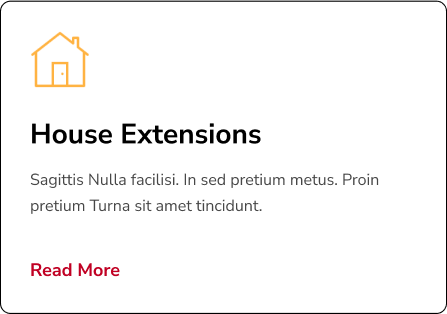 House Extensions
Sagittis Nulla facilisi. In sed pretium metus. Proin
pretium Turna sit amet tincidunt.
Read More